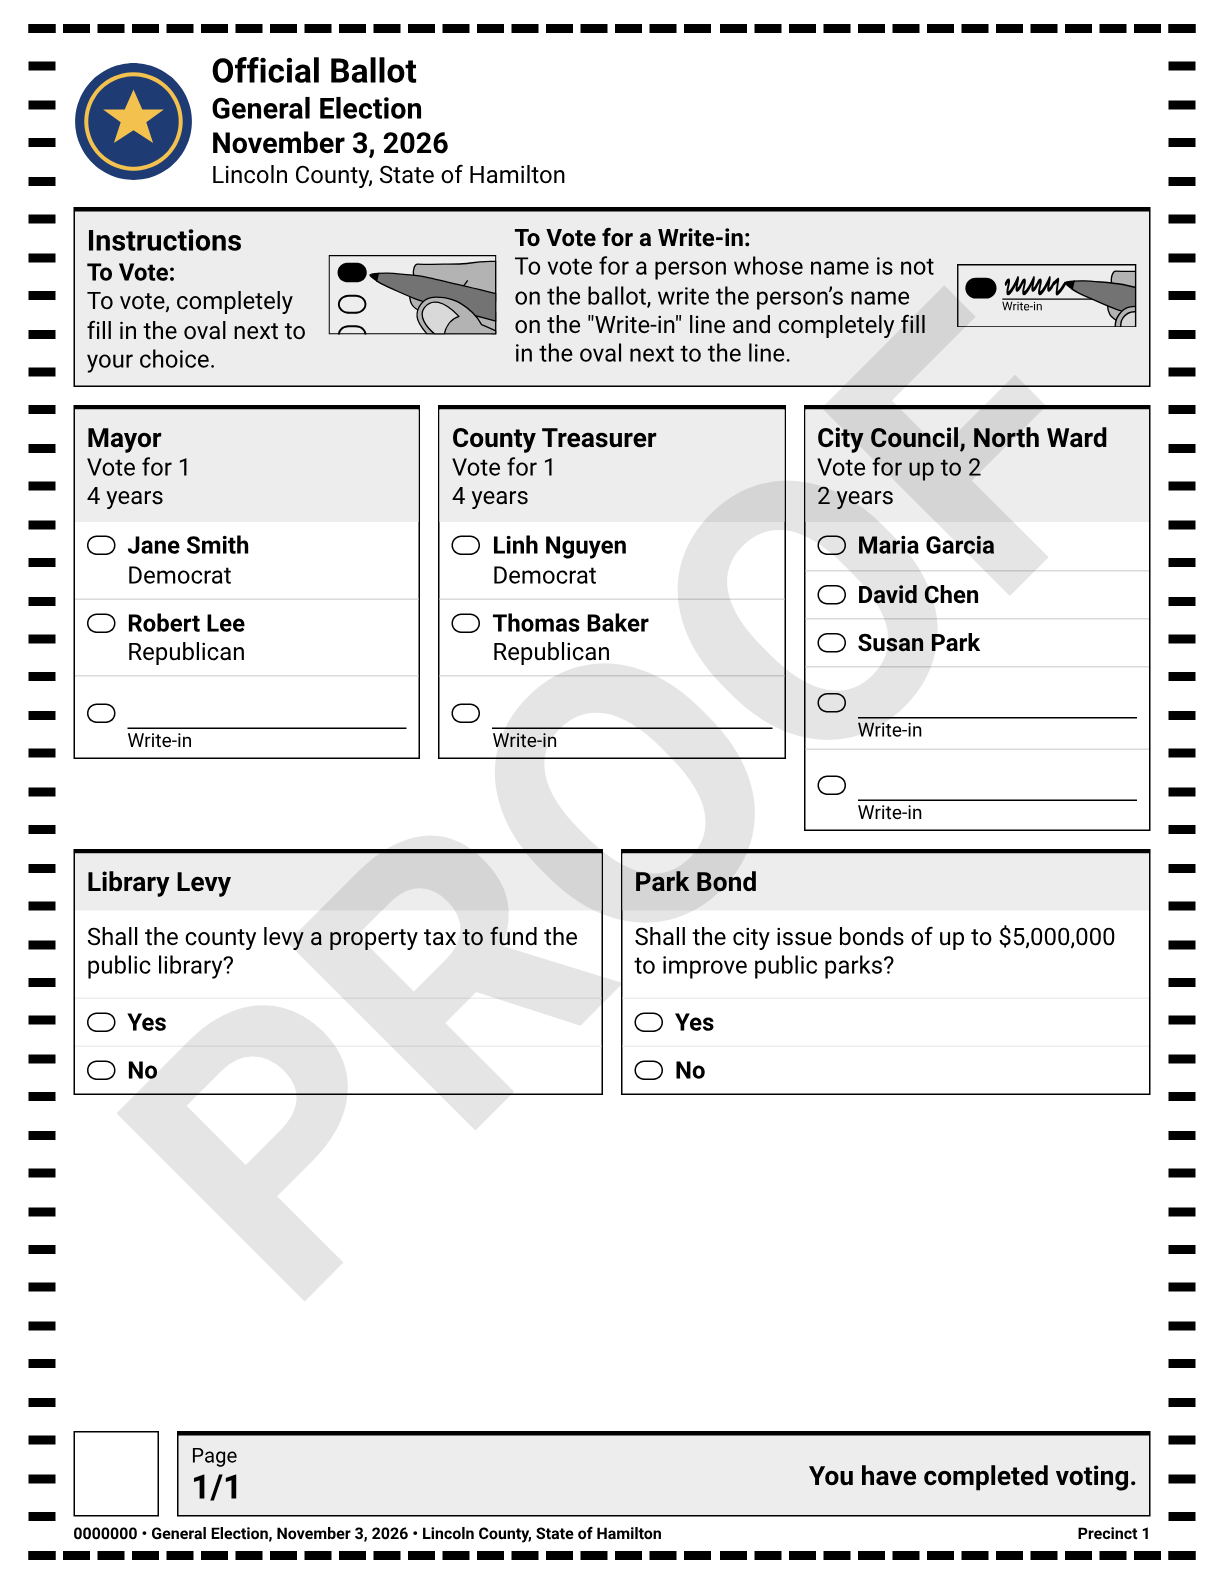 Official Ballot
General Election
November 3, 2026
Lincoln County, State of Hamilton
Instructions
To Vote:
To vote, completely
fill in the oval next to
your choice.
To Vote for a Write-in:
To vote for a person whose name is not
on the ballot, write the person’s name
on the "Write-in" line and completely fill
in the oval next to the line.
Write-in
Mayor
Vote for 1
4 years
Jane Smith
Democrat
Robert Lee
Republican
Write-in
County Treasurer
Vote for 1
4 years
Linh Nguyen
Democrat
Thomas Baker
Republican
Write-in
City Council, North Ward
Vote for up to 2
2 years
Maria Garcia
David Chen
Susan Park
Write-in
Write-in
Library Levy
Shall the county levy a property tax to fund the
public library?
Yes
No
Park Bond
Shall the city issue bonds of up to $5,000,000
to improve public parks?
Yes
No
PROOF
Page
1/1
You have completed voting.
0000000 • General Election, November 3, 2026 • Lincoln County, State of Hamilton
Precinct 1